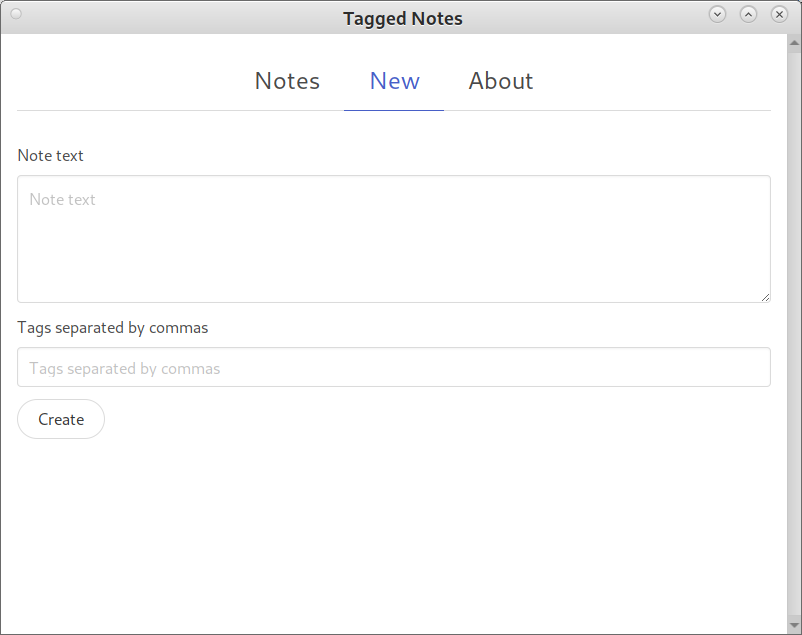 Tagged Notes
Notes New About
Note text
Note text
Tags separated by commas
Tags separated by commas
Create